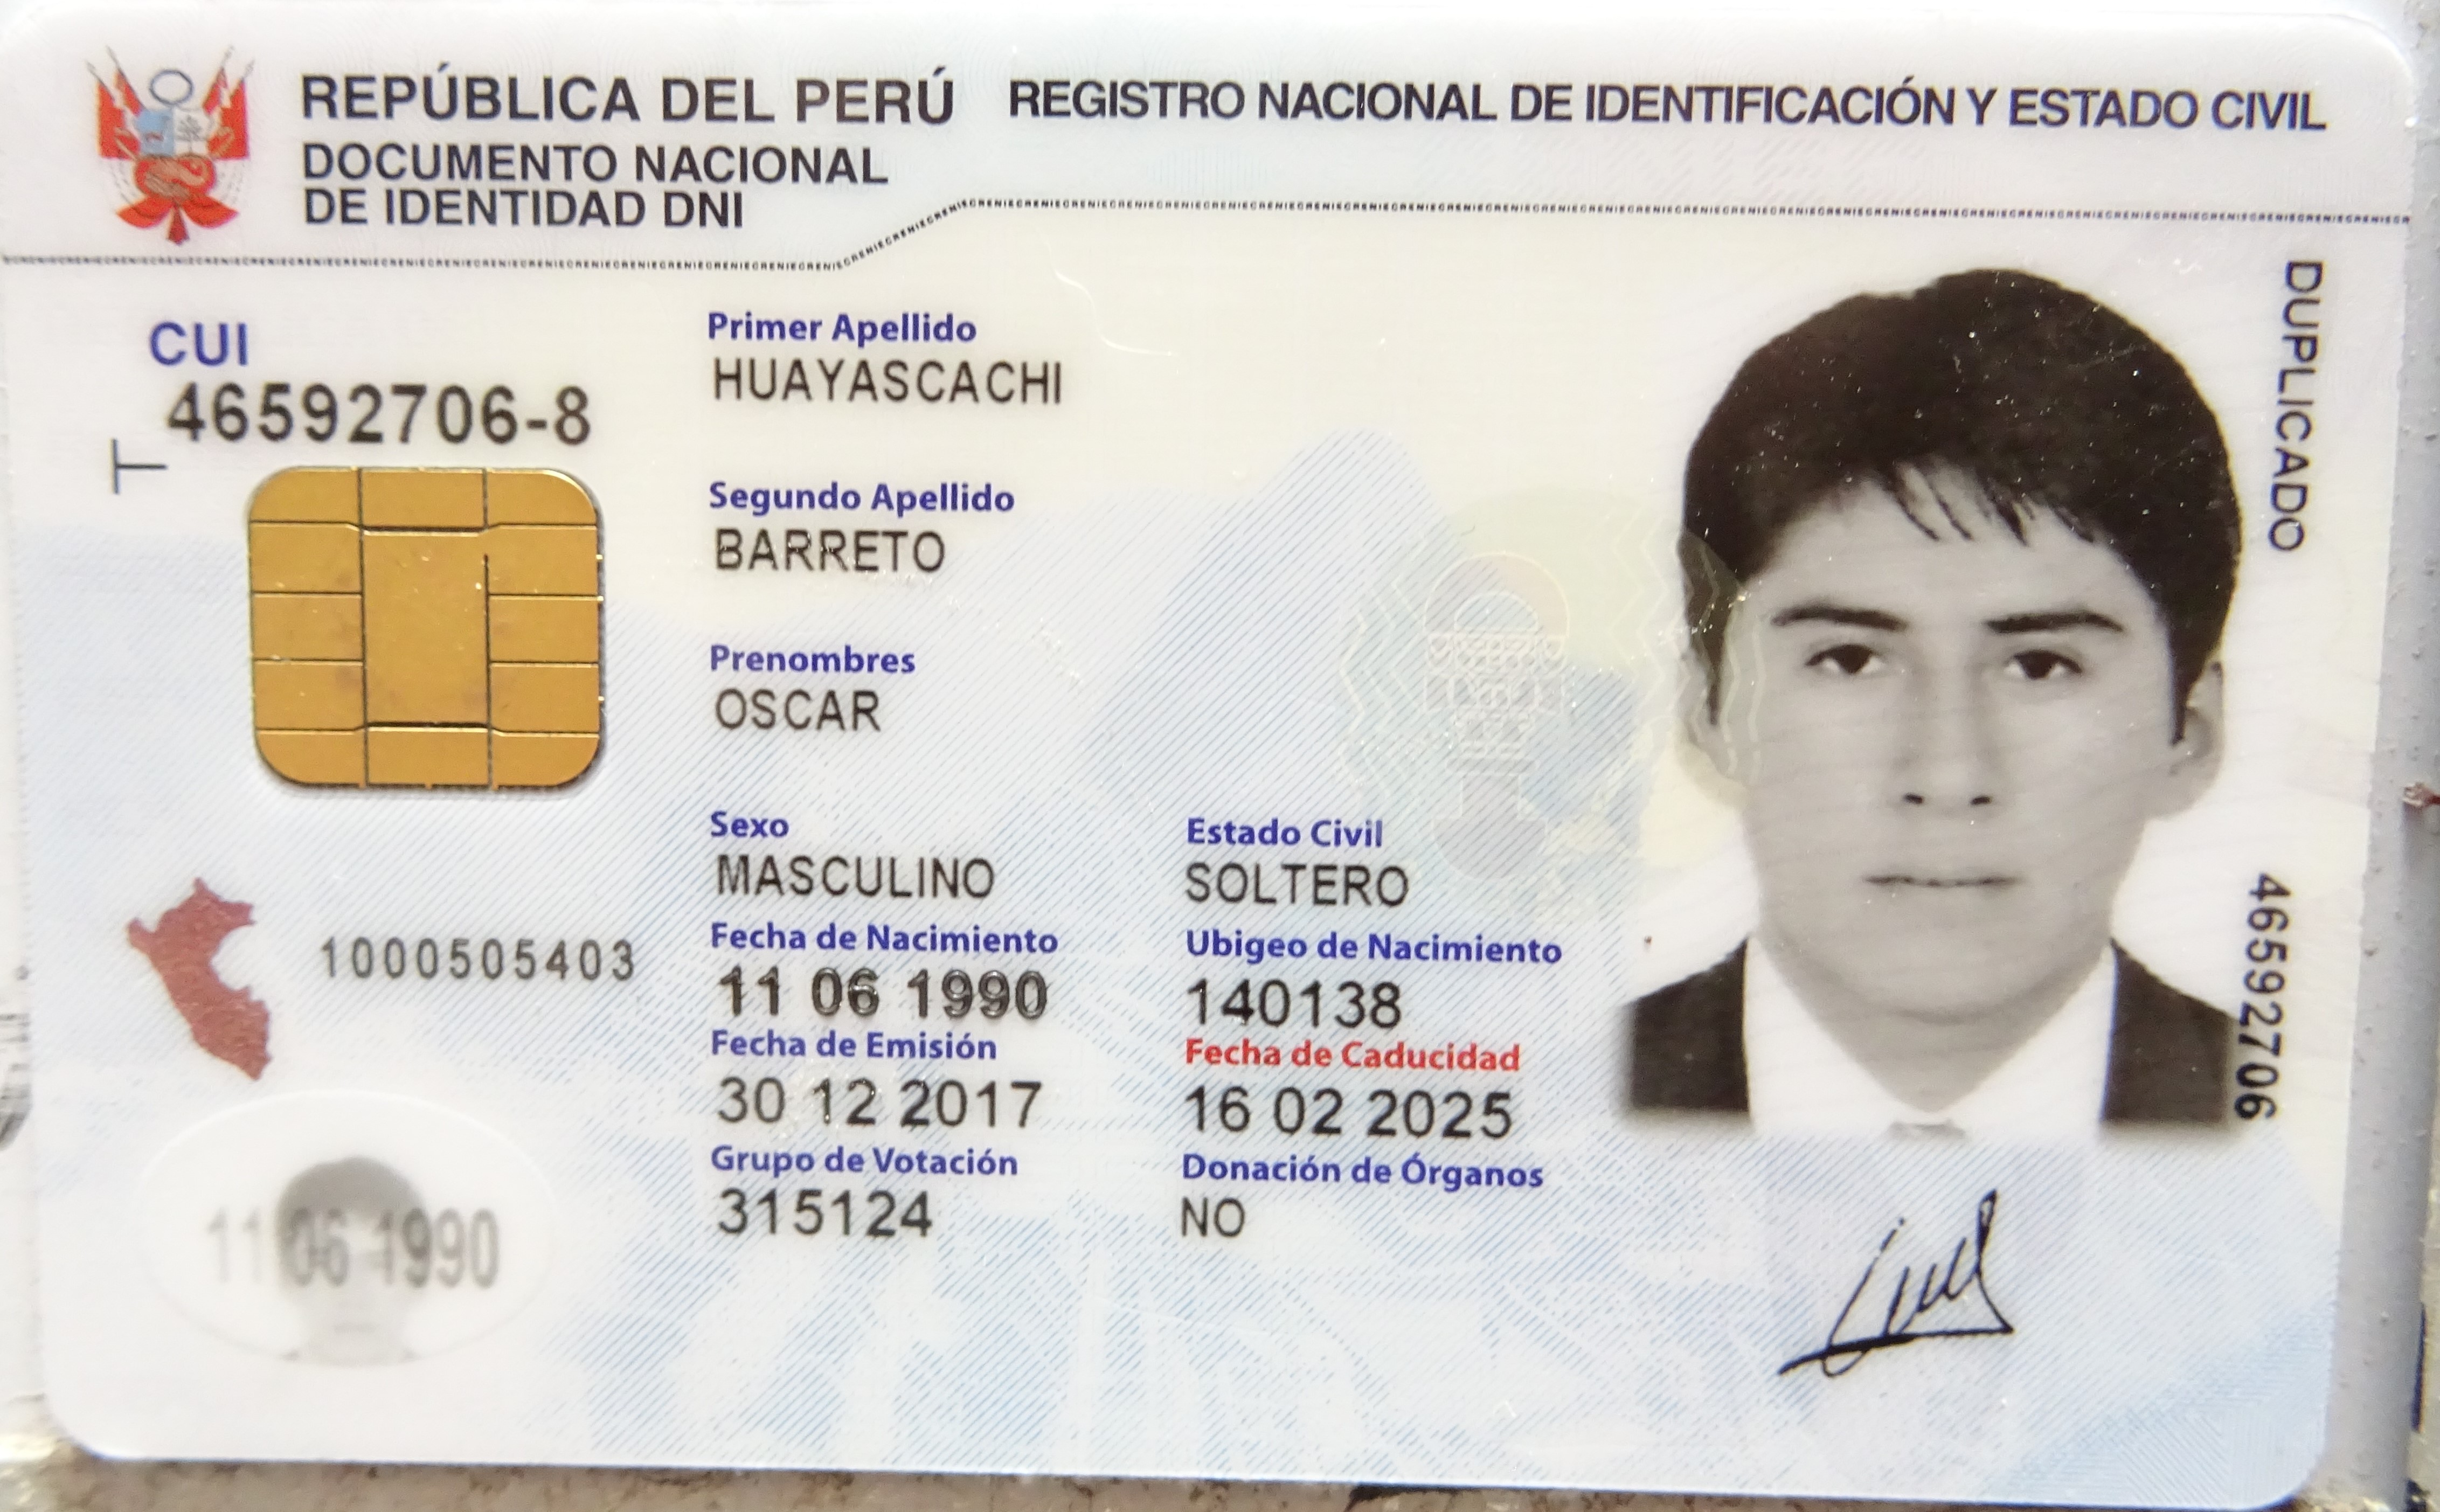 REPÚBLICA DEL PERÚ REGISTRO NACIONAL DE IDENTIFICACIÓN Y ESTADO CIVIL
DOCUMENTO NACIONAL
DE IDENTIDAD DNI
CUI
46592706-8
T
Primer Apellido
HUAYASCACHI
Segundo Apellido
BARRETO
Prenombres
OSCAR
Sexo
MASCULINO
Estado Civil
SOLTERO
1000505403
Fecha de Nacimiento
11 06 1990
Ubigeo de Nacimiento
140138
Fecha de Emisión
30 12 2017
Fecha de Caducidad
16 02 2025
Grupo de Votación
315124
Donación de Órganos
NO
11 06 1990
DUPLICADO
46592706